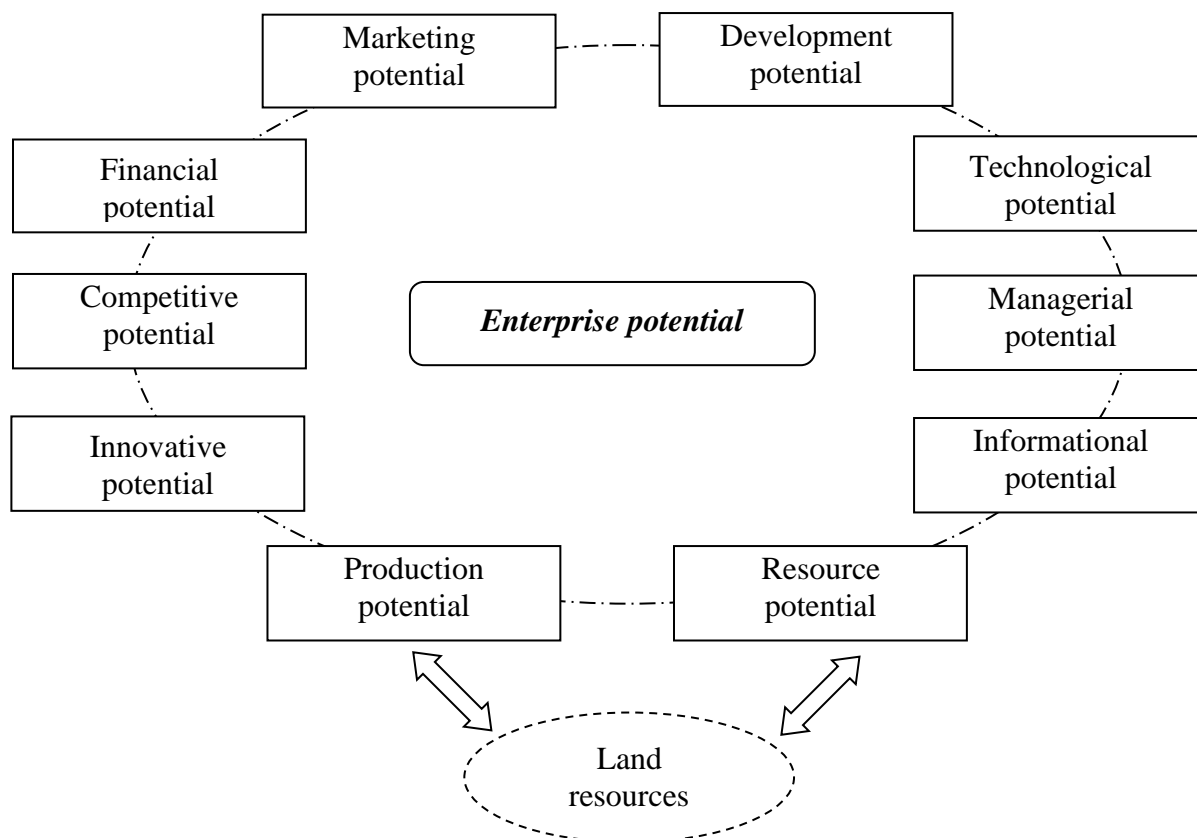 Marketing
potential
Development
potential
Financial
potential
Technological
potential
Competitive
potential
Enterprise potential
Managerial
potential
Innovative
potential
Informational
potential
Production
potential
Resource
potential
Land
resources